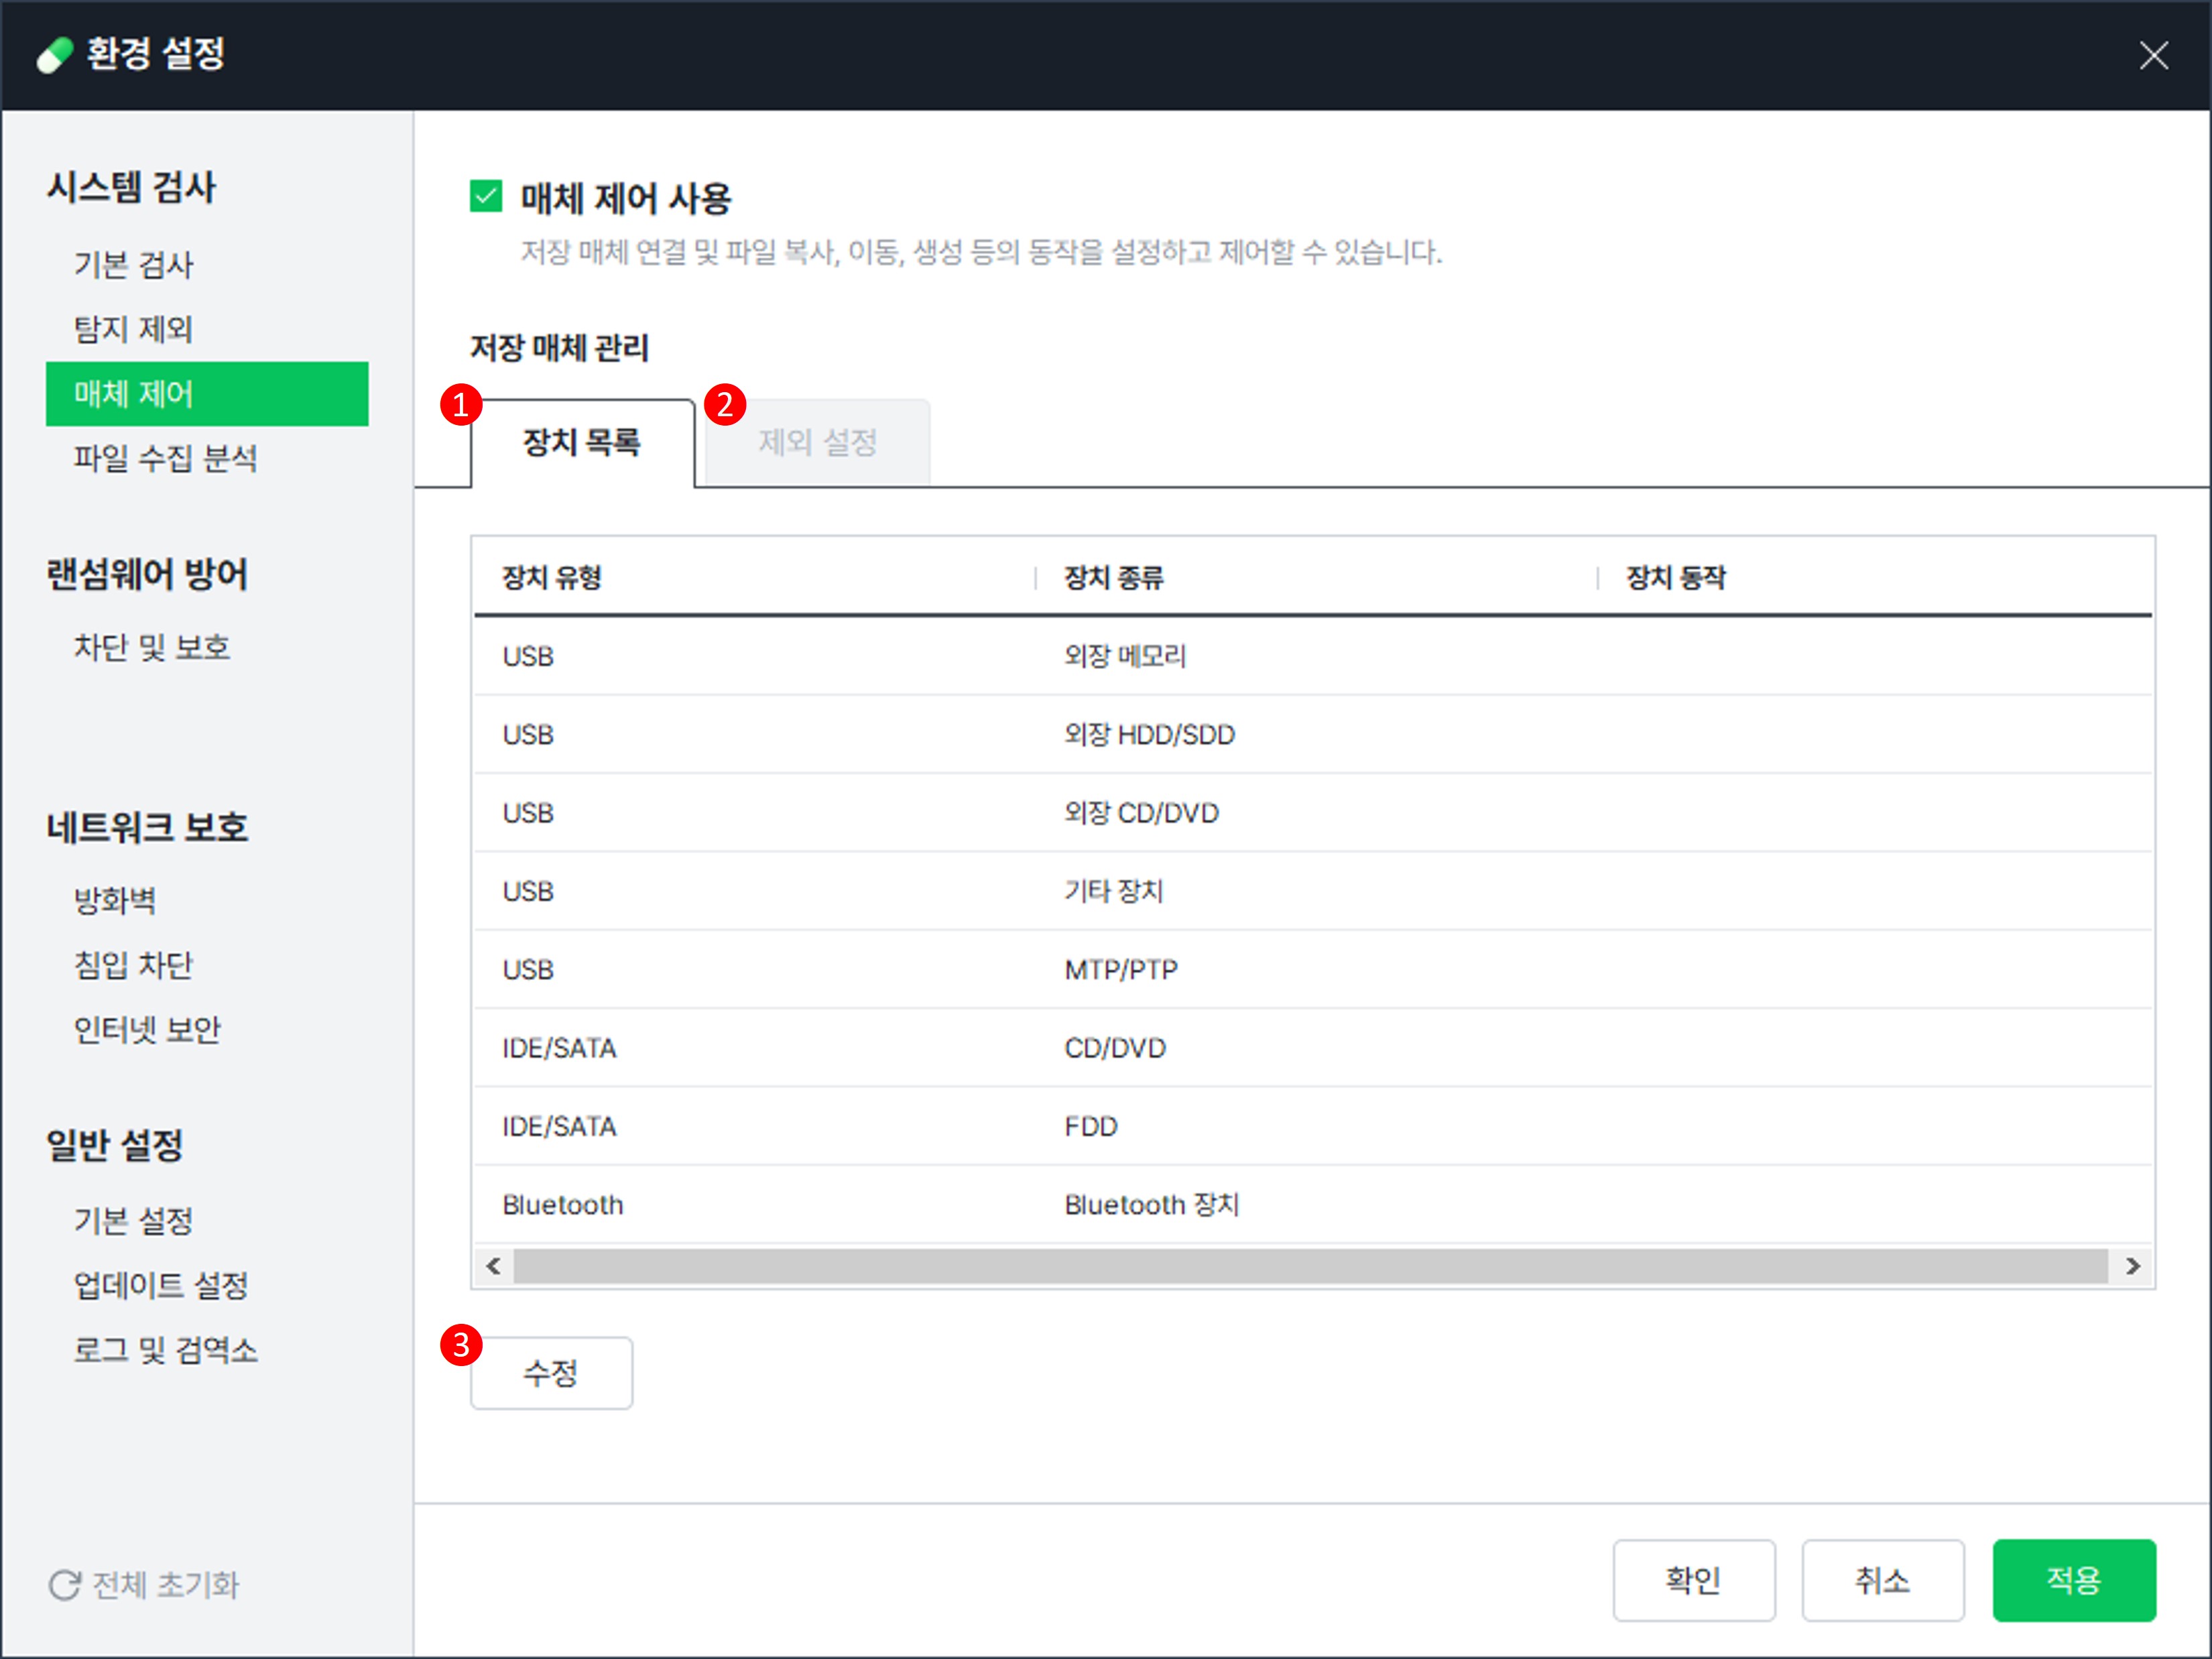 환경 설정
시스템 검사
기본 검사
탐지 제외
매체 제어
파일 수집 분석
랜섬웨어 방어
차단 및 보호
네트워크 보호
방화벽
침입 차단
인터넷 보안
일반 설정
기본 설정
업데이트 설정
로그 및 검역소
전체 초기화
매체 제어 사용
저장 매체 연결 및 파일 복사, 이동, 생성 등의 동작을 설정하고 제어할 수 있습니다.
저장 매체 관리
1 장치 목록 2 제외 설정
장치 유형 장치 종류 장치 동작
USB 외장 메모리
USB 외장 HDD/SDD
USB 외장 CD/DVD
USB 기타 장치
USB MTP/PTP
IDE/SATA CD/DVD
IDE/SATA FDD
Bluetooth Bluetooth 장치
3 수정
확인 취소 적용